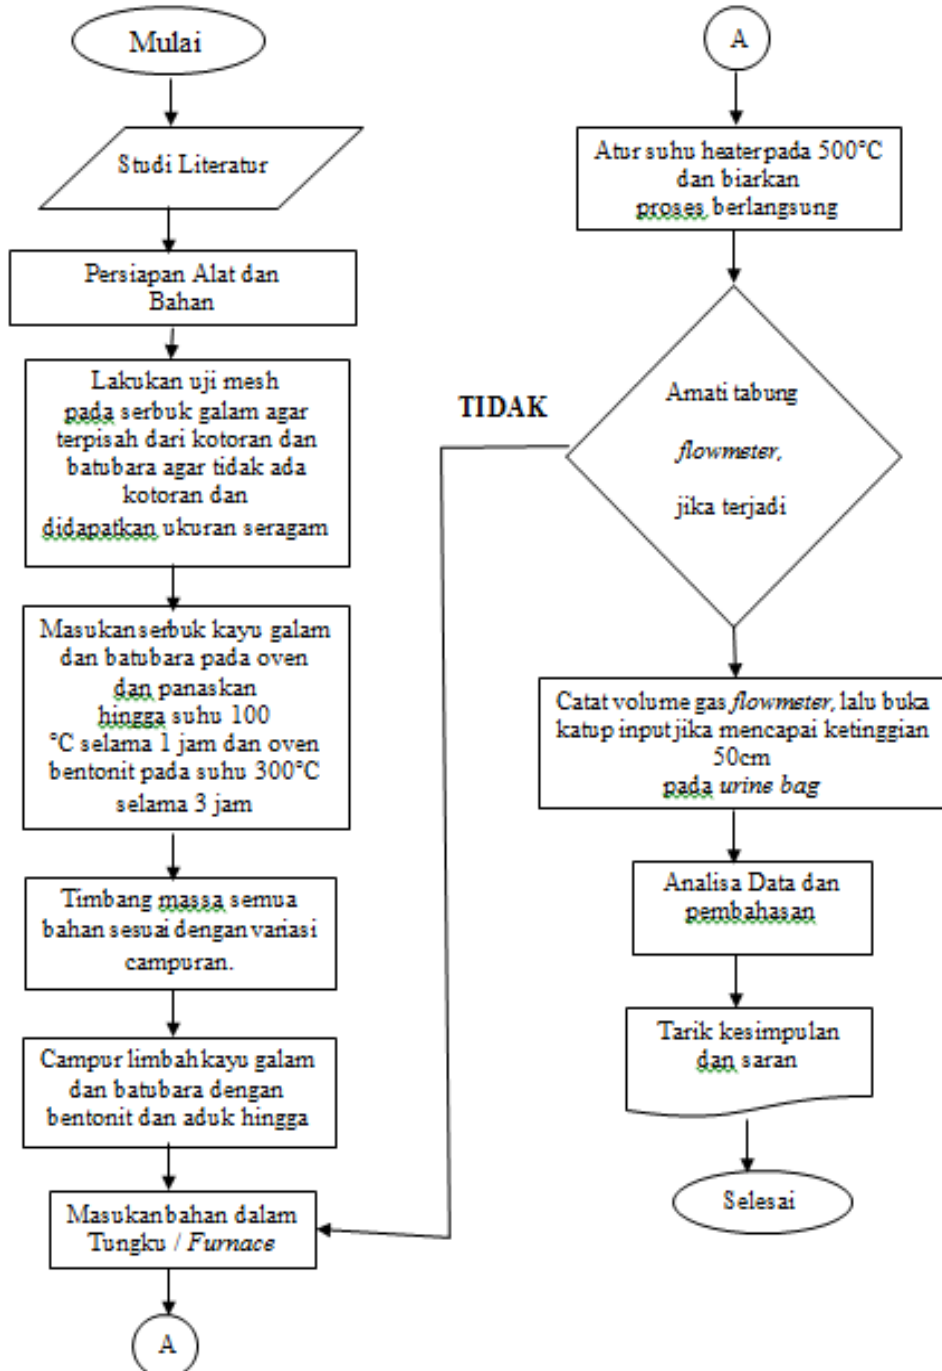 Mulai
Studi Literatur
Persiapan Alat dan
Bahan
Lakukan uji mesh
pada serbuk galam agar
terpisah dari kotoran dan
batubara agar tidak ada
kotoran dan
didapatkan ukuran seragam
Masukan serbuk kayu galam
dan batubara pada oven
dan panaskan
hingga suhu 100
°C selama 1 jam dan oven
bentonit pada suhu 300°C
selama 3 jam
Timbang massa semua
bahan sesuai dengan variasi
campuran.
Campur limbah kayu galam
dan batubara dengan
bentonit dan aduk hingga
Masukan bahan dalam
Tungku / Furnace
A
A
Atur suhu heater pada 500°C
dan biarkan
proses berlangsung
Amati tabung
flowmeter,
jika terjadi
TIDAK
Catat volume gas flowmeter, lalu buka
katup input jika mencapai ketinggian
50cm
pada urine bag
Analisa Data dan
pembahasan
Tarik kesimpulan
dan saran
Selesai